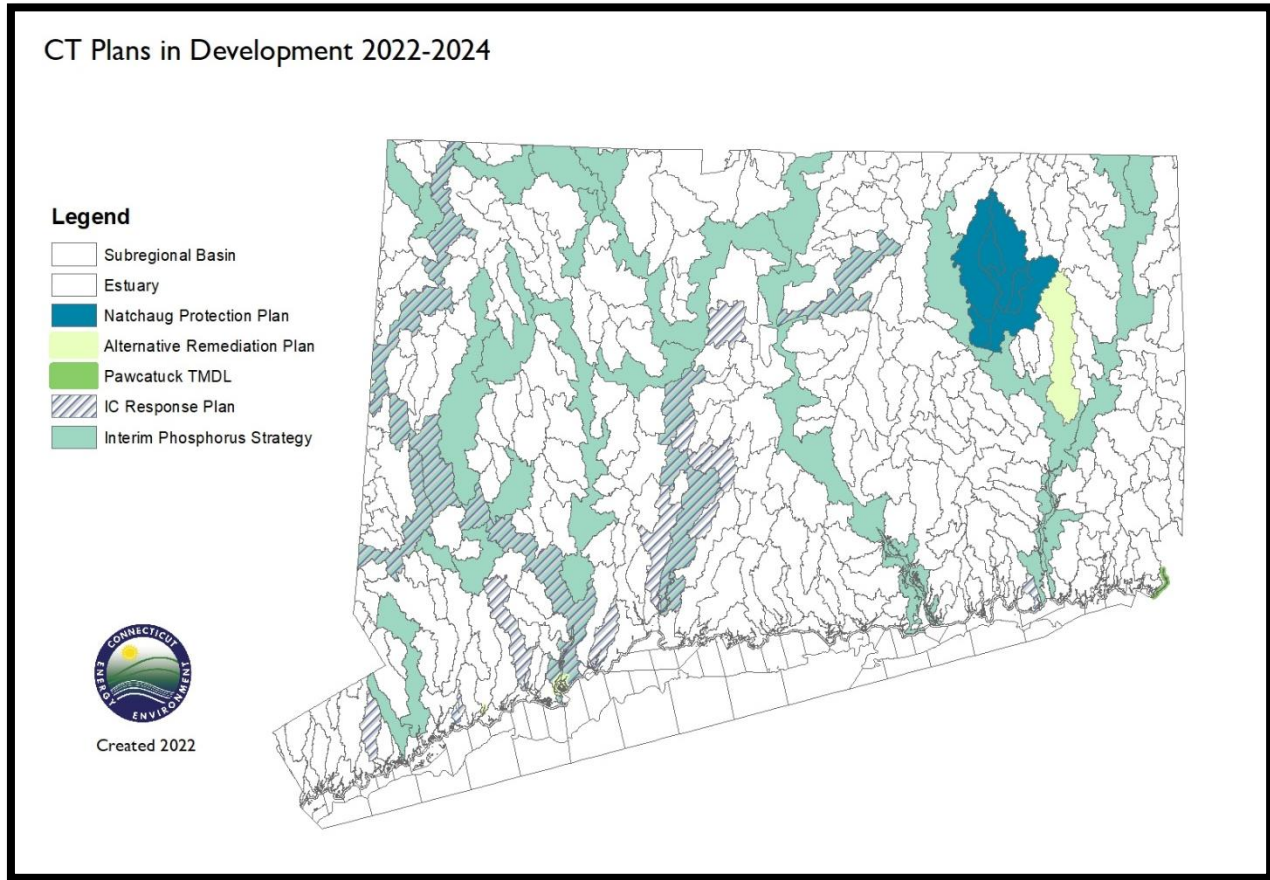 CT Plans in Development 2022-2024
Legend
Subregional Basin
Estuary
Natchaug Protection Plan
Alternative Remediation Plan
Pawcatuck TMDL
IC Response Plan
Interim Phosphorus Strategy
CONNECTICUT
ENERGY
ENVIRONMENT
Created 2022